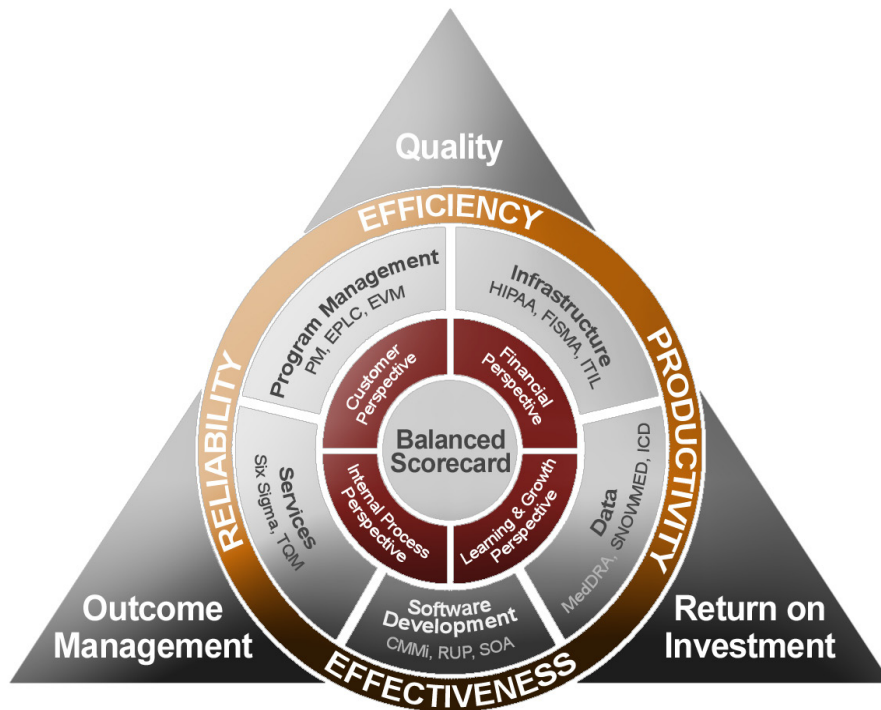 Quality
EFFICIENCY
PRODUCTIVITY
EFFECTIVENESS
RELIABILITY
Program Management
PM, EPLC, EVM
Infrastructure
HIPAA, FISMA, ITIL
Data
MedDRA, SNOWMED, ICD
Software
Development
CMMi, RUP, SOA
Services
Six Sigma, TQM
Customer
Perspective
Financial
Perspective
Learning & Growth
Perspective
Internal Process
Perspective
Balanced
Scorecard
Outcome
Management
Return on
Investment